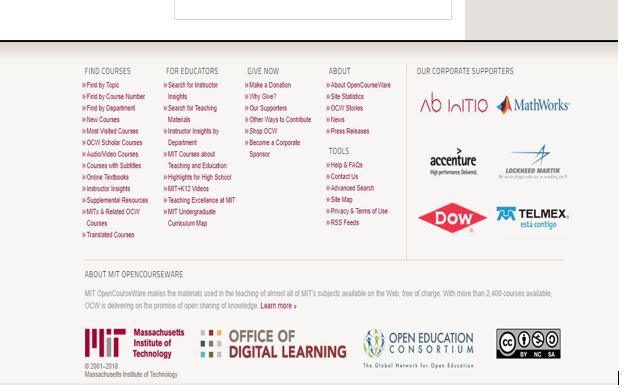 FIND COURSES
» Find by Topic
» Find by Course Number
» Find by Department
» New Courses
» Most Visited Courses
» OCW Scholar Courses
» Audio/Video Courses
» Courses with Subtitles
» Online Textbooks
» Instructor Insights
» Supplemental Resources
» MITx & Related OCW
Courses
» Translated Courses
FOR EDUCATORS
» Search for Instructor
Insights
» Search for Teaching
Materials
» Instructor Insights by
Department
» MIT Courses about
Teaching and Education
» Highlights for High School
» MIT+K12 Videos
» Teaching Excellence at MIT
» MIT Undergraduate
Curriculum Map
GIVE NOW
» Make a Donation
» Why Give?
» Our Supporters
» Other Ways to Contribute
» Shop OCW
» Become a Corporate
Sponsor
ABOUT
» About OpenCourseWare
» Site Statistics
» OCW Stories
» News
» Press Releases
TOOLS
» Help & FAQs
» Contact Us
» Advanced Search
» Site Map
» Privacy & Terms of Use
» RSS Feeds
OUR CORPORATE SUPPORTERS
Ab Initio
MathWorks®
accenture
High performance. Delivered.
LOCKHEED MARTIN
We never forget who we're working for®
Dow
TELMEX®
está contigo
ABOUT MIT OPENCOURSEWARE
MIT OpenCourseWare makes the materials used in the teaching of almost all of MIT's subjects available on the Web, free of charge. With more than 2,400 courses available,
OCW is delivering on the promise of open sharing of knowledge. Learn more »
MIT
Massachusetts
Institute of
Technology
OFFICE OF
DIGITAL LEARNING
OPEN EDUCATION
CONSORTIUM
The Global Network for Open Education
cc
BY NC SA
© 2001–2018
Massachusetts Institute of Technology